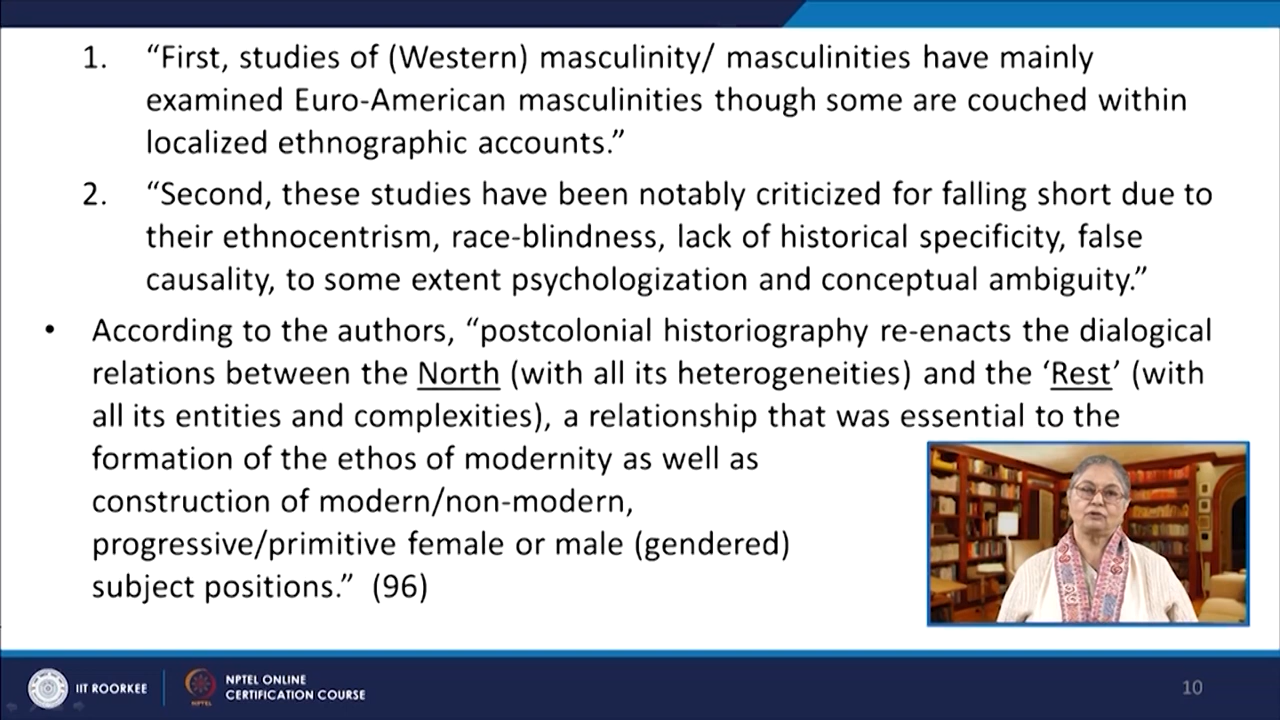 1. “First, studies of (Western) masculinity/ masculinities have mainly
examined Euro-American masculinities though some are couched within
localized ethnographic accounts.”
2. “Second, these studies have been notably criticized for falling short due to
their ethnocentrism, race-blindness, lack of historical specificity, false
causality, to some extent psychologization and conceptual ambiguity.”
• According to the authors, “postcolonial historiography re-enacts the dialogical
relations between the North (with all its heterogeneities) and the ‘Rest’ (with
all its entities and complexities), a relationship that was essential to the
formation of the ethos of modernity as well as
construction of modern/non-modern,
progressive/primitive female or male (gendered)
subject positions.” (96)
IIT ROORKEE
NPTEL ONLINE
CERTIFICATION COURSE
10